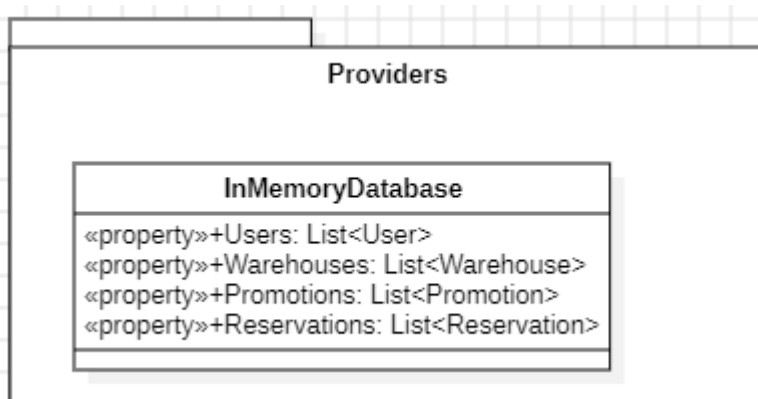 Providers
InMemoryDatabase
«property»+Users: List<User>
«property»+Warehouses: List<Warehouse>
«property»+Promotions: List<Promotion>
«property»+Reservations: List<Reservation>